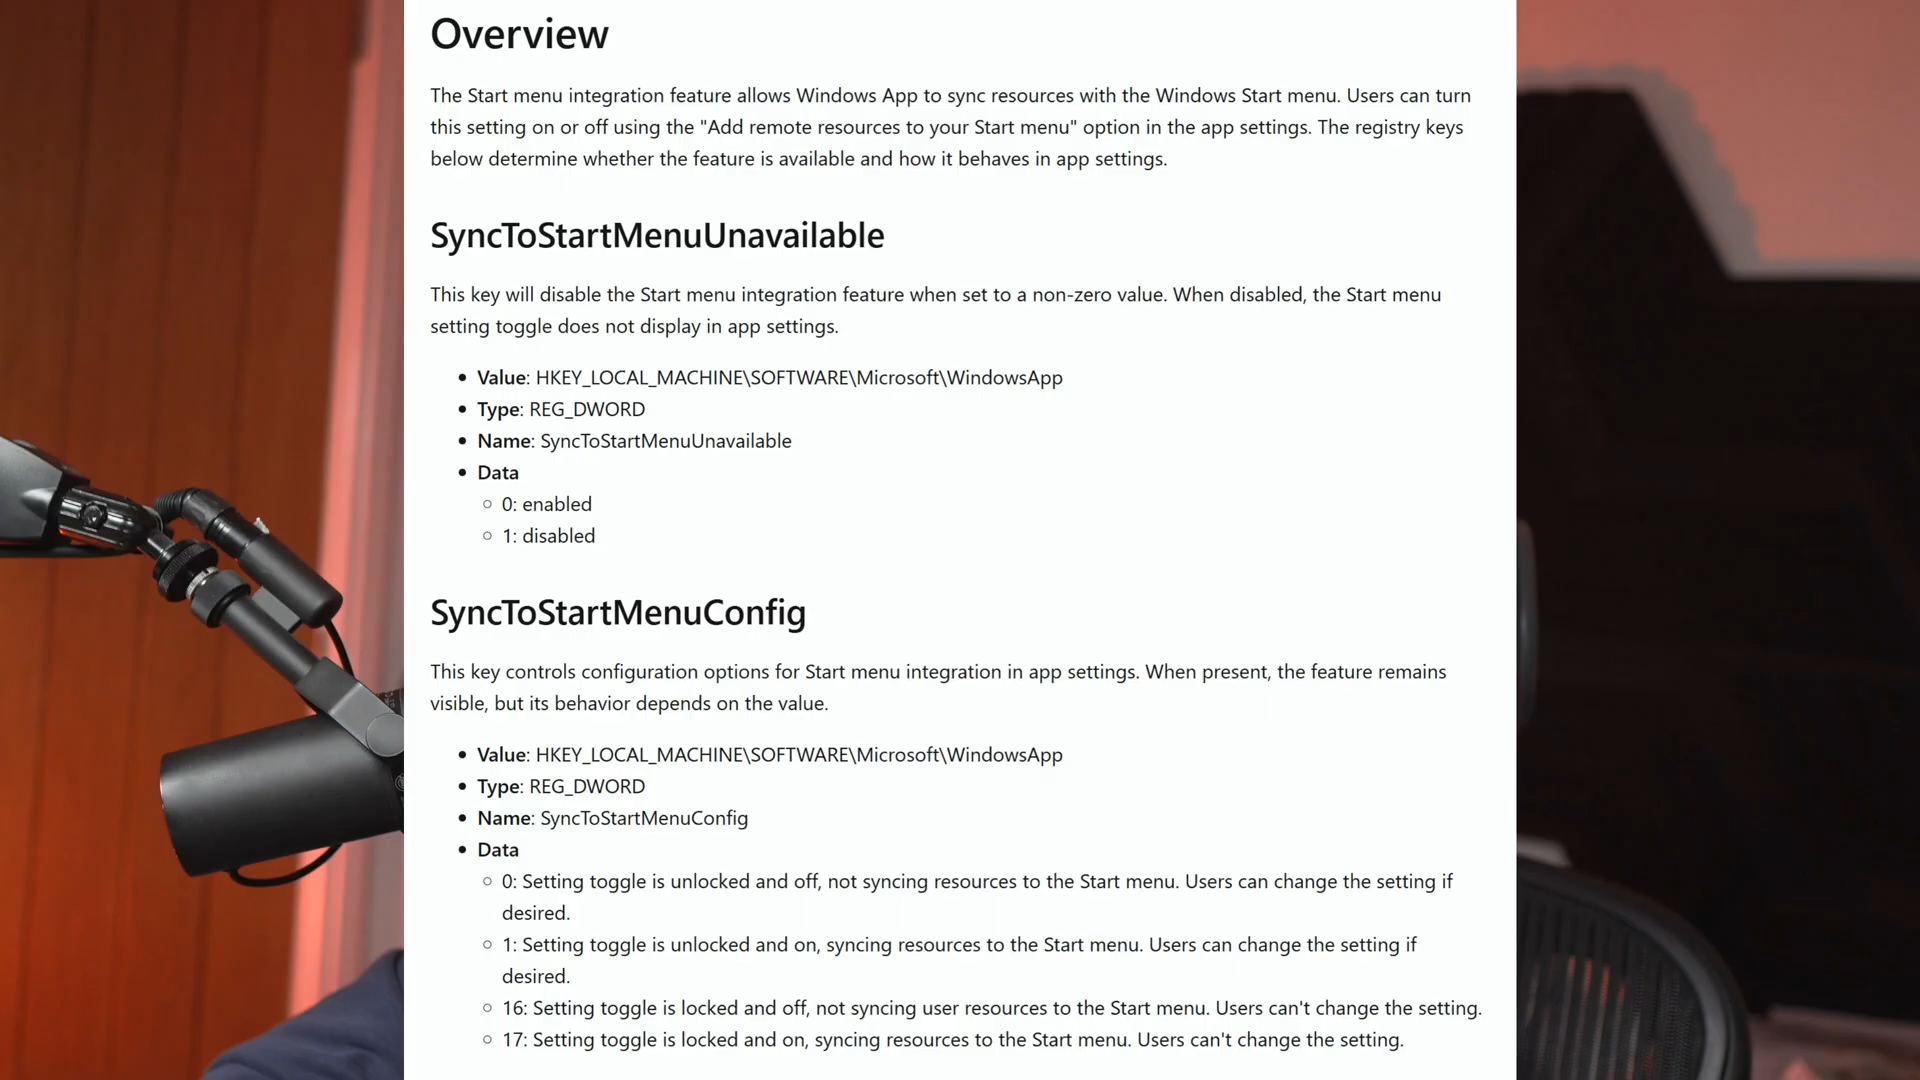 Overview
The Start menu integration feature allows Windows App to sync resources with the Windows Start menu. Users can turn
this setting on or off using the "Add remote resources to your Start menu" option in the app settings. The registry keys
below determine whether the feature is available and how it behaves in app settings.
SyncToStartMenuUnavailable
This key will disable the Start menu integration feature when set to a non-zero value. When disabled, the Start menu
setting toggle does not display in app settings.
• Value: HKEY_LOCAL_MACHINE\SOFTWARE\Microsoft\WindowsApp
• Type: REG_DWORD
• Name: SyncToStartMenuUnavailable
• Data
○ 0: enabled
○ 1: disabled
SyncToStartMenuConfig
This key controls configuration options for Start menu integration in app settings. When present, the feature remains
visible, but its behavior depends on the value.
• Value: HKEY_LOCAL_MACHINE\SOFTWARE\Microsoft\WindowsApp
• Type: REG_DWORD
• Name: SyncToStartMenuConfig
• Data
○ 0: Setting toggle is unlocked and off, not syncing resources to the Start menu. Users can change the setting if
desired.
○ 1: Setting toggle is unlocked and on, syncing resources to the Start menu. Users can change the setting if
desired.
○ 16: Setting toggle is locked and off, not syncing user resources to the Start menu. Users can't change the setting.
○ 17: Setting toggle is locked and on, syncing resources to the Start menu. Users can't change the setting.